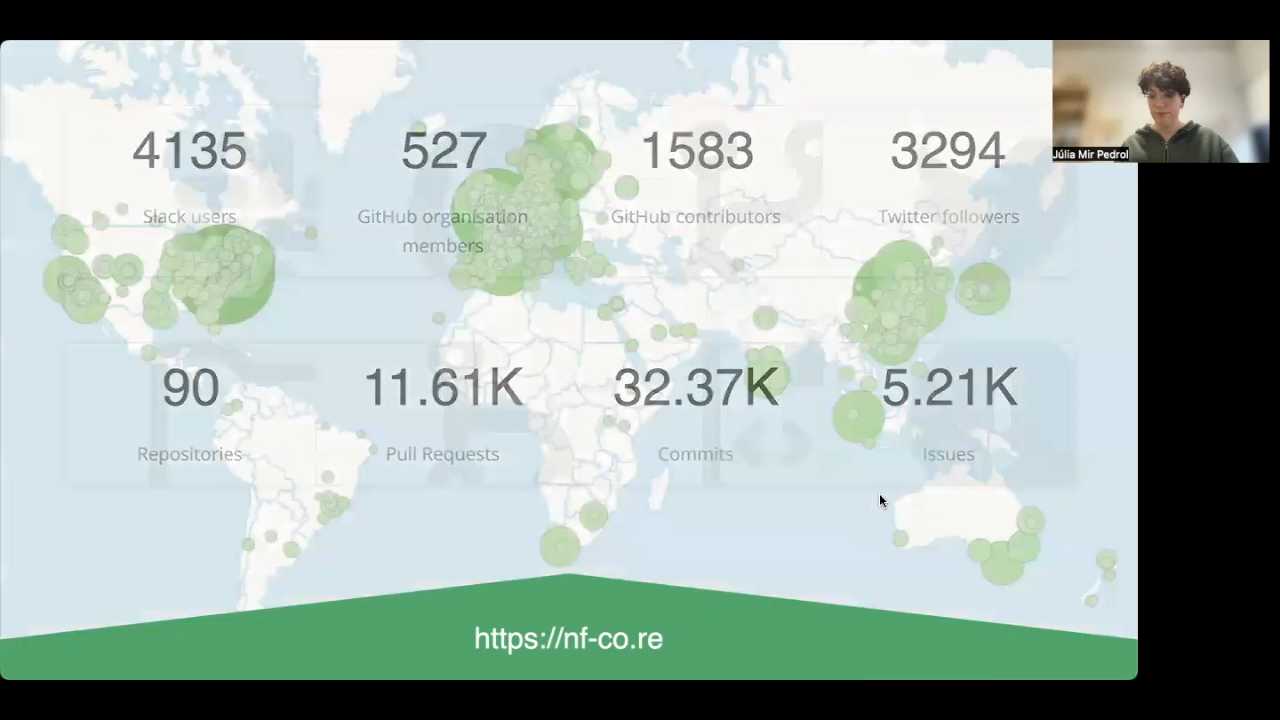 4135
527
1583
3294
Slack users
GitHub organisation
members
GitHub contributors
Twitter followers
Júlia Mir Pedrol
90
11.61K
32.37K
5.21K
Repositories
Pull Requests
Commits
Issues
https://nf-co.re